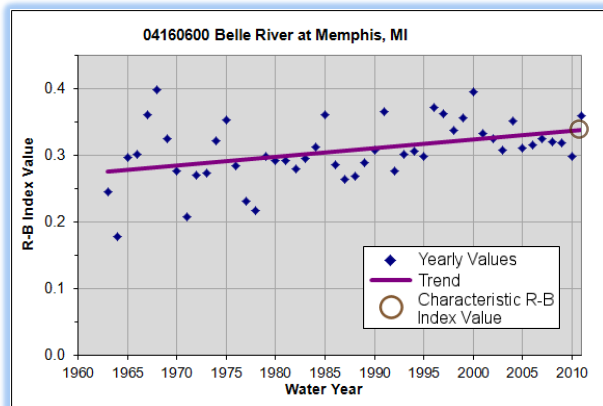 04160600 Belle River at Memphis, MI
R-B Index Value
0.4
0.3
0.2
0.1
0.0
Yearly Values
Trend
Characteristic R-B
Index Value
1960 1965 1970 1975 1980 1985 1990 1995 2000 2005 2010
Water Year